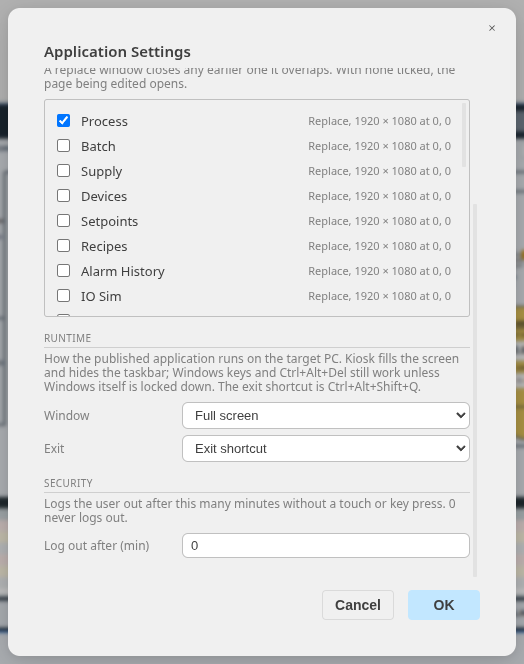 ×
Application Settings
A replace window closes any earlier one it overlaps. With none ticked, the
page being edited opens.
Process Replace, 1920 × 1080 at 0, 0
Batch Replace, 1920 × 1080 at 0, 0
Supply Replace, 1920 × 1080 at 0, 0
Devices Replace, 1920 × 1080 at 0, 0
Setpoints Replace, 1920 × 1080 at 0, 0
Recipes Replace, 1920 × 1080 at 0, 0
Alarm History Replace, 1920 × 1080 at 0, 0
IO Sim Replace, 1920 × 1080 at 0, 0
RUNTIME
How the published application runs on the target PC. Kiosk fills the screen
and hides the taskbar; Windows keys and Ctrl+Alt+Del still work unless
Windows itself is locked down. The exit shortcut is Ctrl+Alt+Shift+Q.
Window Full screen
Exit Exit shortcut
SECURITY
Logs the user out after this many minutes without a touch or key press. 0
never logs out.
Log out after (min) 0
Cancel OK